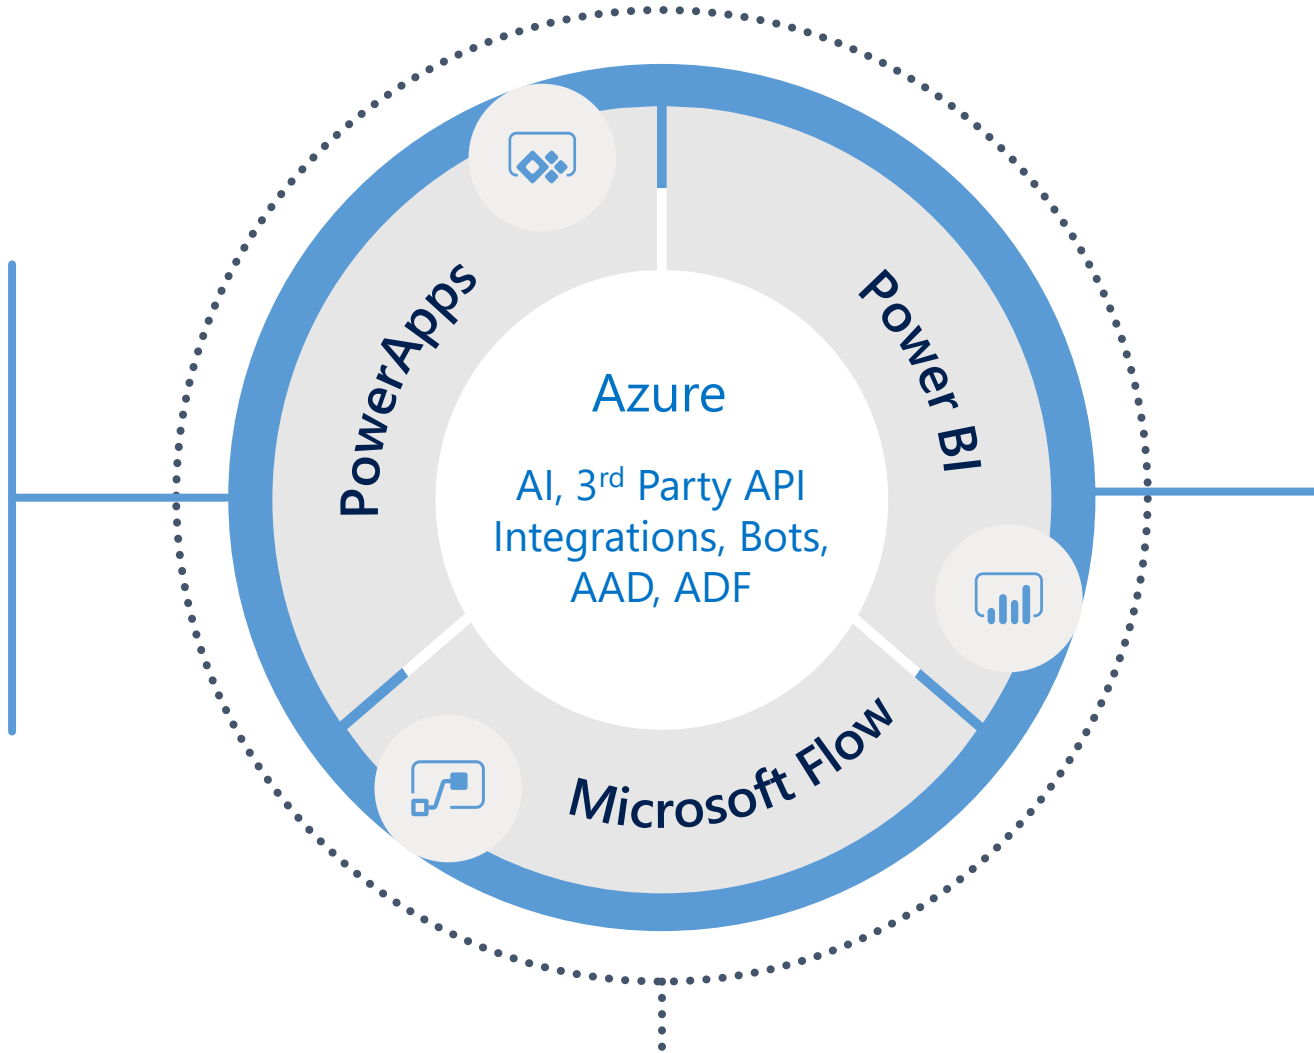 PowerApps
Power BI
Azure
AI, 3rd Party API
Integrations, Bots,
AAD, ADF
Microsoft Flow